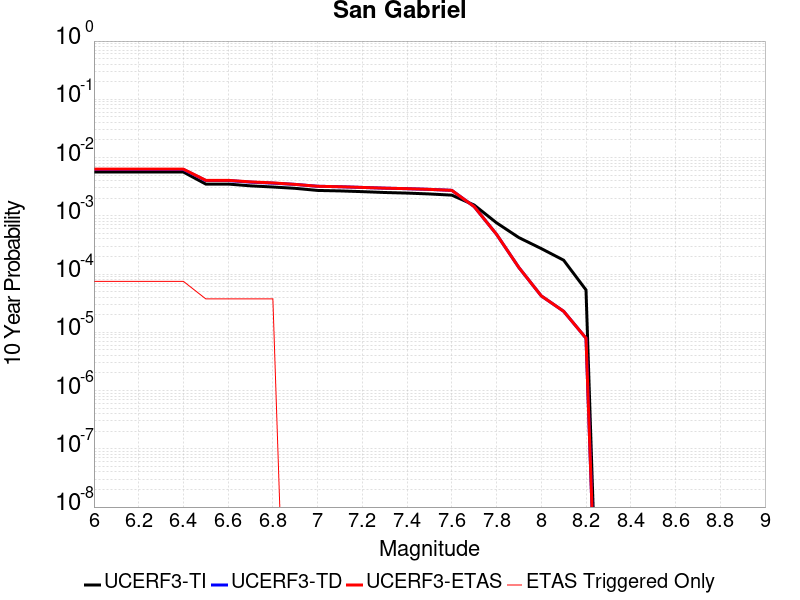 San Gabriel
10^0
10^-1
10^-2
10^-3
10^-4
10^-5
10^-6
10^-7
10^-8
10 Year Probability
6 6.2 6.4 6.6 6.8 7 7.2 7.4 7.6 7.8 8 8.2 8.4 8.6 8.8 9
Magnitude
UCERF3-TI UCERF3-TD UCERF3-ETAS ETAS Triggered Only